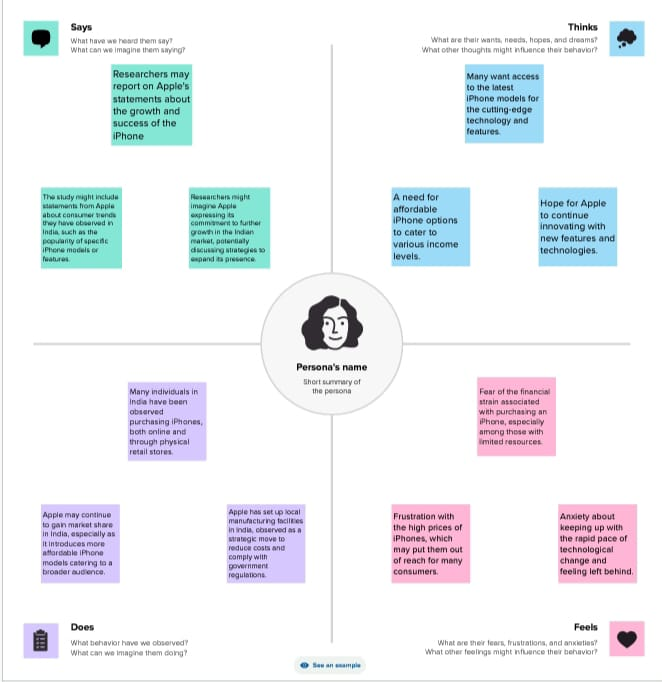 Says
What have we heard them say?
What can we imagine them saying?
Researchers may
report on Apple's
statements about
the growth and
success of the
iPhone
The study might include
statements from Apple
about consumer trends
they have observed in
India, such as the
popularity of specific
iPhone models or
features.
Researchers might
imagine Apple
expressing its
commitment to further
growth in the Indian
market, potentially
discussing strategies to
expand its presence.
Thinks
What are their wants, needs, hopes, and dreams?
What other thoughts might influence their behavior?
Many want access
to the latest
iPhone models for
the cutting-edge
technology and
features.
A need for
affordable
iPhone options
to cater to
various income
levels.
Hope for Apple
to continue
innovating with
new features and
technologies.
Persona's name
Short summary of
the persona
Many individuals in
India have been
observed
purchasing iPhones,
both online and
through physical
retail stores.
Apple may continue
to gain market share
in India, especially as
it introduces more
affordable iPhone
models catering to a
broader audience.
Apple has set up local
manufacturing facilities
in India, observed as a
strategic move to
reduce costs and
comply with
government
regulations.
Does
What behavior have we observed?
What can we imagine them doing?
Fear of the financial
strain associated
with purchasing an
iPhone, especially
among those with
limited resources.
Frustration with
the high prices of
iPhones, which
may put them out
of reach for many
consumers.
Anxiety about
keeping up with
the rapid pace of
technological
change and
feeling left behind.
Feels
What are their fears, frustrations, and anxieties?
What other feelings might influence their behavior?
See an example